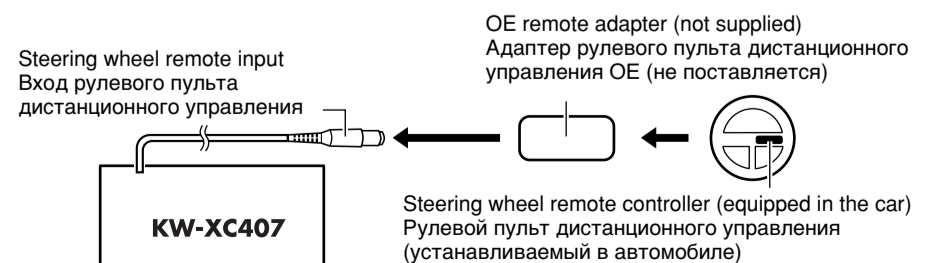 OE remote adapter (not supplied)
Адаптер рулевого пульта дистанционного
управления OE (не поставляется)
Steering wheel remote input
Вход рулевого пульта
дистанционного управления
KW-XC407
Steering wheel remote controller (equipped in the car)
Рулевой пульт дистанционного управления
(устанавливаемый в автомобиле)